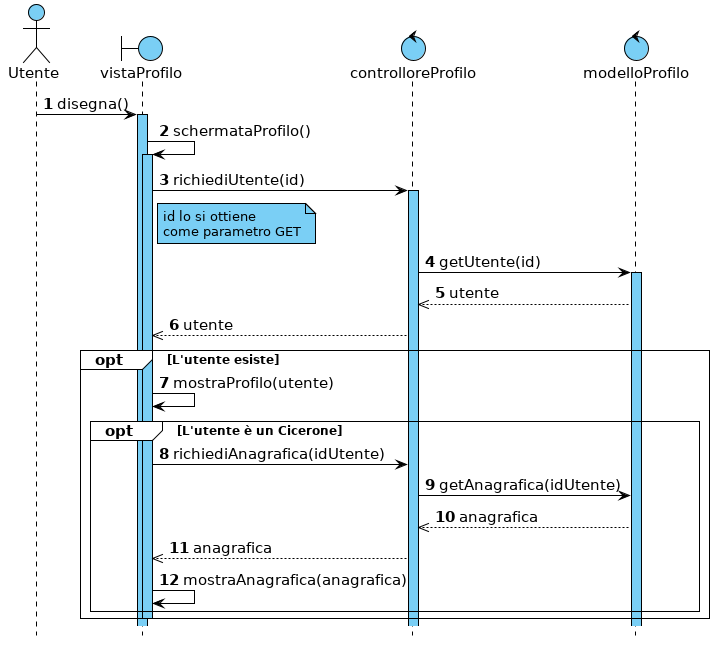 Utente
vistaProfilo
controlloreProfilo
modelloProfilo
1 disegna()
2 schermataProfilo()
3 richiediUtente(id)
id lo si ottiene
come parametro GET
4 getUtente(id)
5 utente
6 utente
opt [L'utente esiste]
7 mostraProfilo(utente)
opt [L'utente è un Cicerone]
8 richiediAnagrafica(idUtente)
9 getAnagrafica(idUtente)
10 anagrafica
11 anagrafica
12 mostraAnagrafica(anagrafica)